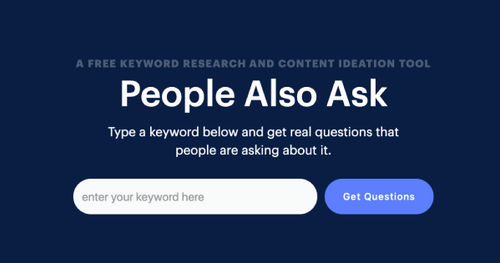 A FREE KEYWORD RESEARCH AND CONTENT IDEATION TOOL
People Also Ask
Type a keyword below and get real questions that
people are asking about it.
enter your keyword here
Get Questions